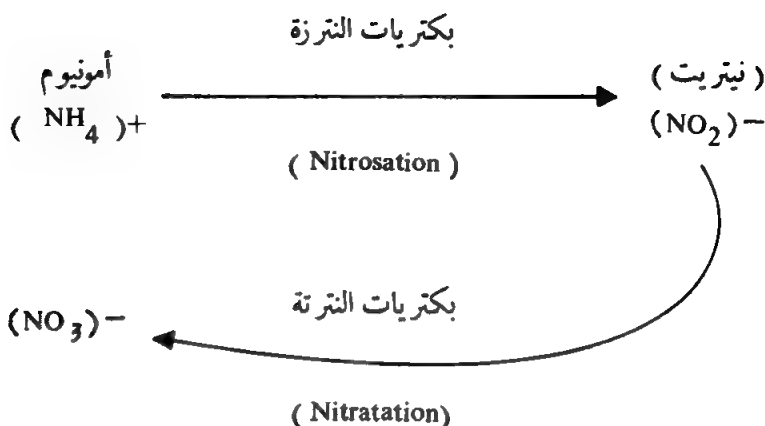 بكتريات النترزة
أمونيوم
( نيتريت )
( NH4 )+
(NO2)−
( Nitrosation )
بكتريات النترتة
(NO3)−
( Nitratation)